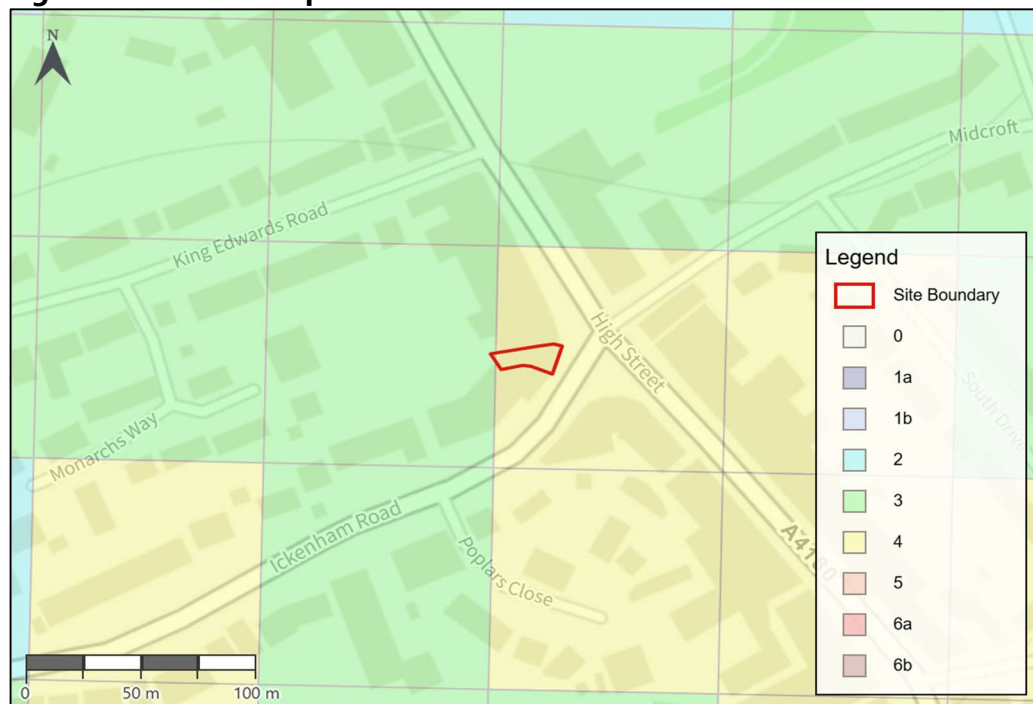 N
Midcroft
King Edwards Road
High Street
South Drive
Monarchs Way
Ickenham Road
Poplars Close
A4180
0
50 m
100 m
Legend
Site Boundary
0
1a
1b
2
3
4
5
6a
6b